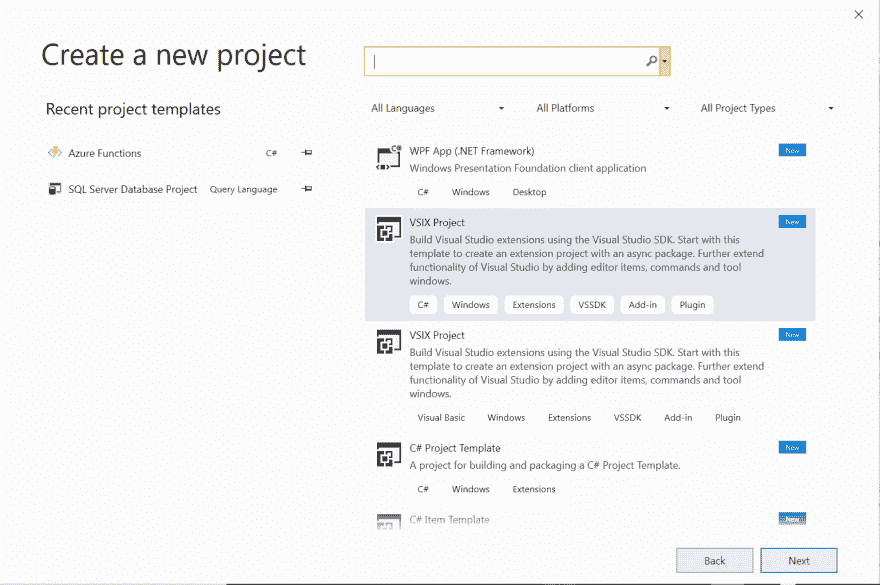 Create a new project
Recent project templates
Azure Functions C#
SQL Server Database Project Query Language
All Languages All Platforms All Project Types
WPF App (.NET Framework) New
Windows Presentation Foundation client application
C# Windows Desktop
VSIX Project New
Build Visual Studio extensions using the Visual Studio SDK. Start with this
template to create an extension project with an async package. Further extend
functionality of Visual Studio by adding editor items, commands and tool
windows.
C# Windows Extensions VSSDK Add-in Plugin
VSIX Project New
Build Visual Studio extensions using the Visual Studio SDK. Start with this
template to create an extension project with an async package. Further extend
functionality of Visual Studio by adding editor items, commands and tool
windows.
Visual Basic Windows Extensions VSSDK Add-in Plugin
C# Project Template New
A project for building and packaging a C# Project Template.
C# Windows Extensions
C# Item Template New
Back Next